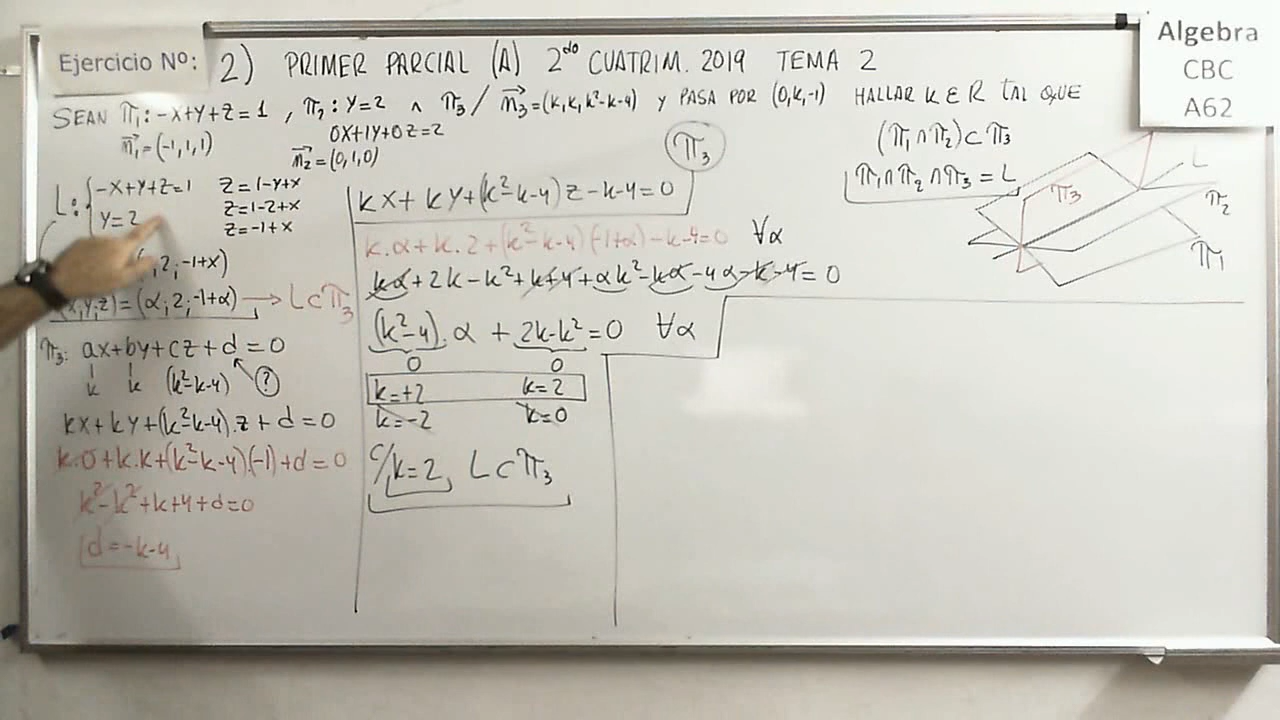 Ejercicio Nº: 2) PRIMER PARCIAL (A) 2do CUATRIM. 2019 TEMA 2
Algebra
CBC
A62
SEAN π1: -X+Y+Z=1, π2: Y=2 ∧ π3 / n⃗3=(k,k,k²-k-4) Y PASA POR (0,k,-1) HALLAR K∈R TAL QUE
0X+1Y+0Z=2
n⃗1=(-1,1,1) n⃗2=(0,1,0)
(π1∩π2)⊂π3
π1∩π2∩π3=L
L: {-X+Y+Z=1
Y=2
Z=1-Y+X
Z=1-2+X
Z=-1+X
,2;-1+X)
(X,Y,Z)=(α;2;-1+α) → L⊂π3
π3: aX+bY+cZ+d=0
k k (k²-k-4) ?
kX+kY+(k²-k-4).Z+d=0
k.0+k.k+(k²-k-4)(-1)+d=0
k²-k²+k+4+d=0
d=-k-4
π3
kX+kY+(k²-k-4)Z-k-4=0
k.α+k.2+(k²-k-4)(-1+α)-k-4=0 ∀α
kα+2k-k²+k+4+αk²-kα-4α-k-4=0
(k²-4).α+2k-k²=0 ∀α
0 0
k=+2 k=2
k=-2 k=0
C/k=2, L⊂π3
π3
L
π2
π1